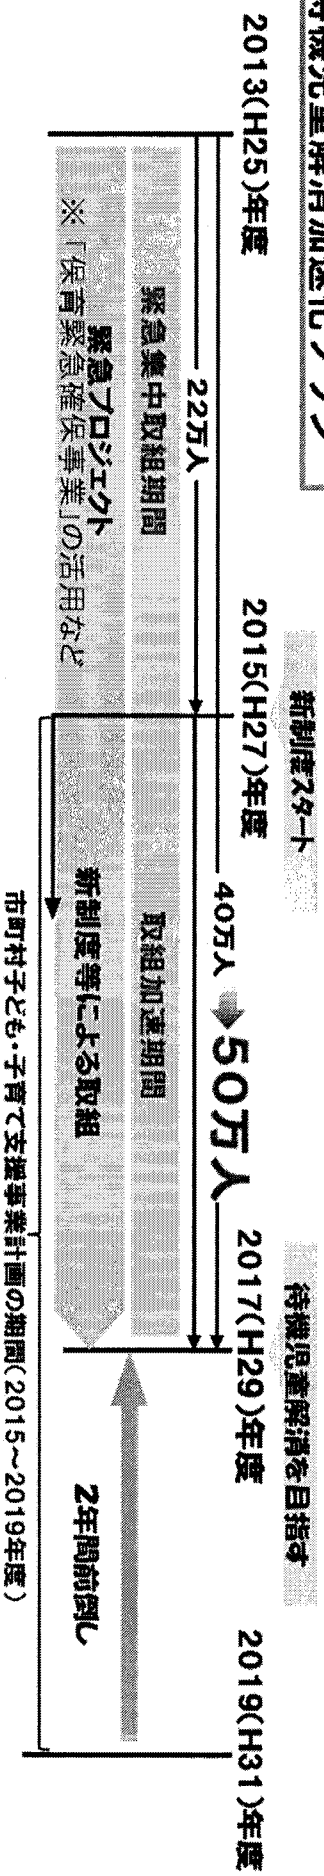 待機児童解消加速化プラン
新制度スタート
待機児童解消を目指す
2013(H25)年度
2015(H27)年度
2017(H29)年度
2019(H31)年度
40万人
50万人
22万人
緊急集中取組期間
取組加速期間
緊急プロジェクト
※「保育緊急確保事業」の活用など
新制度等による取組
2年間前倒し
市町村子ども・子育て支援事業計画の期間(2015～2019年度)